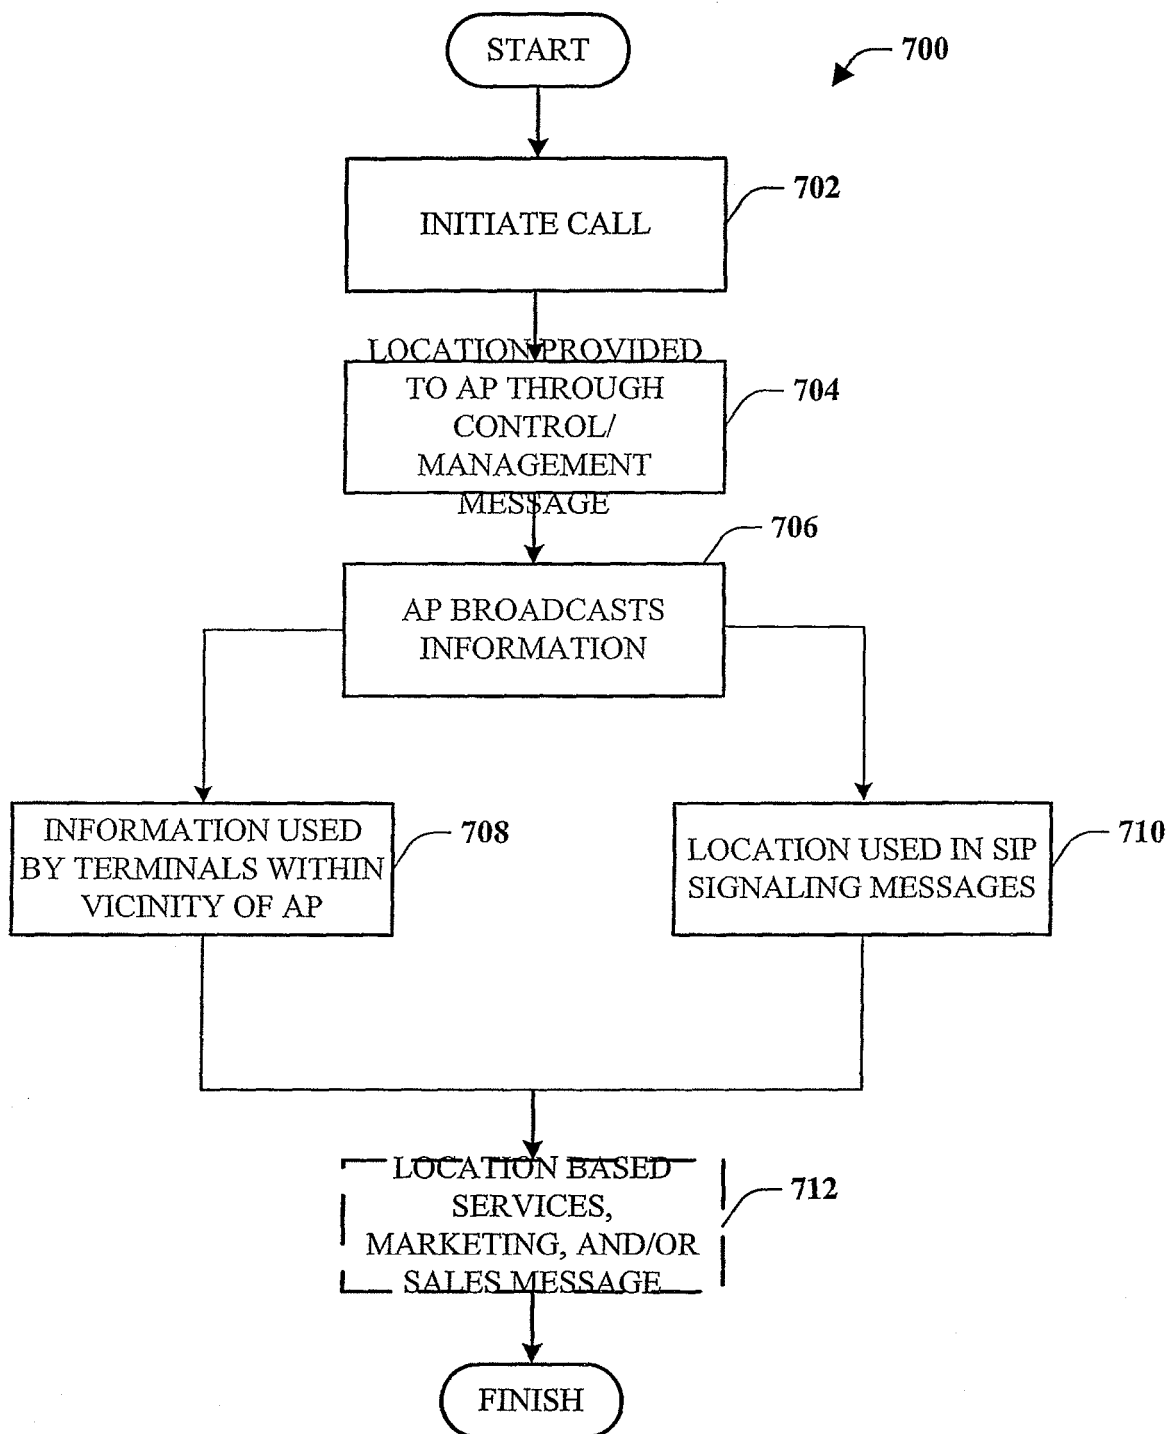 START
700
INITIATE CALL
702
LOCATION PROVIDED
TO AP THROUGH
CONTROL/
MANAGEMENT
MESSAGE
704
706
AP BROADCASTS
INFORMATION
INFORMATION USED
BY TERMINALS WITHIN
VICINITY OF AP
708
LOCATION USED IN SIP
SIGNALING MESSAGES
710
LOCATION BASED
SERVICES,
MARKETING, AND/OR
SALES MESSAGE
712
FINISH